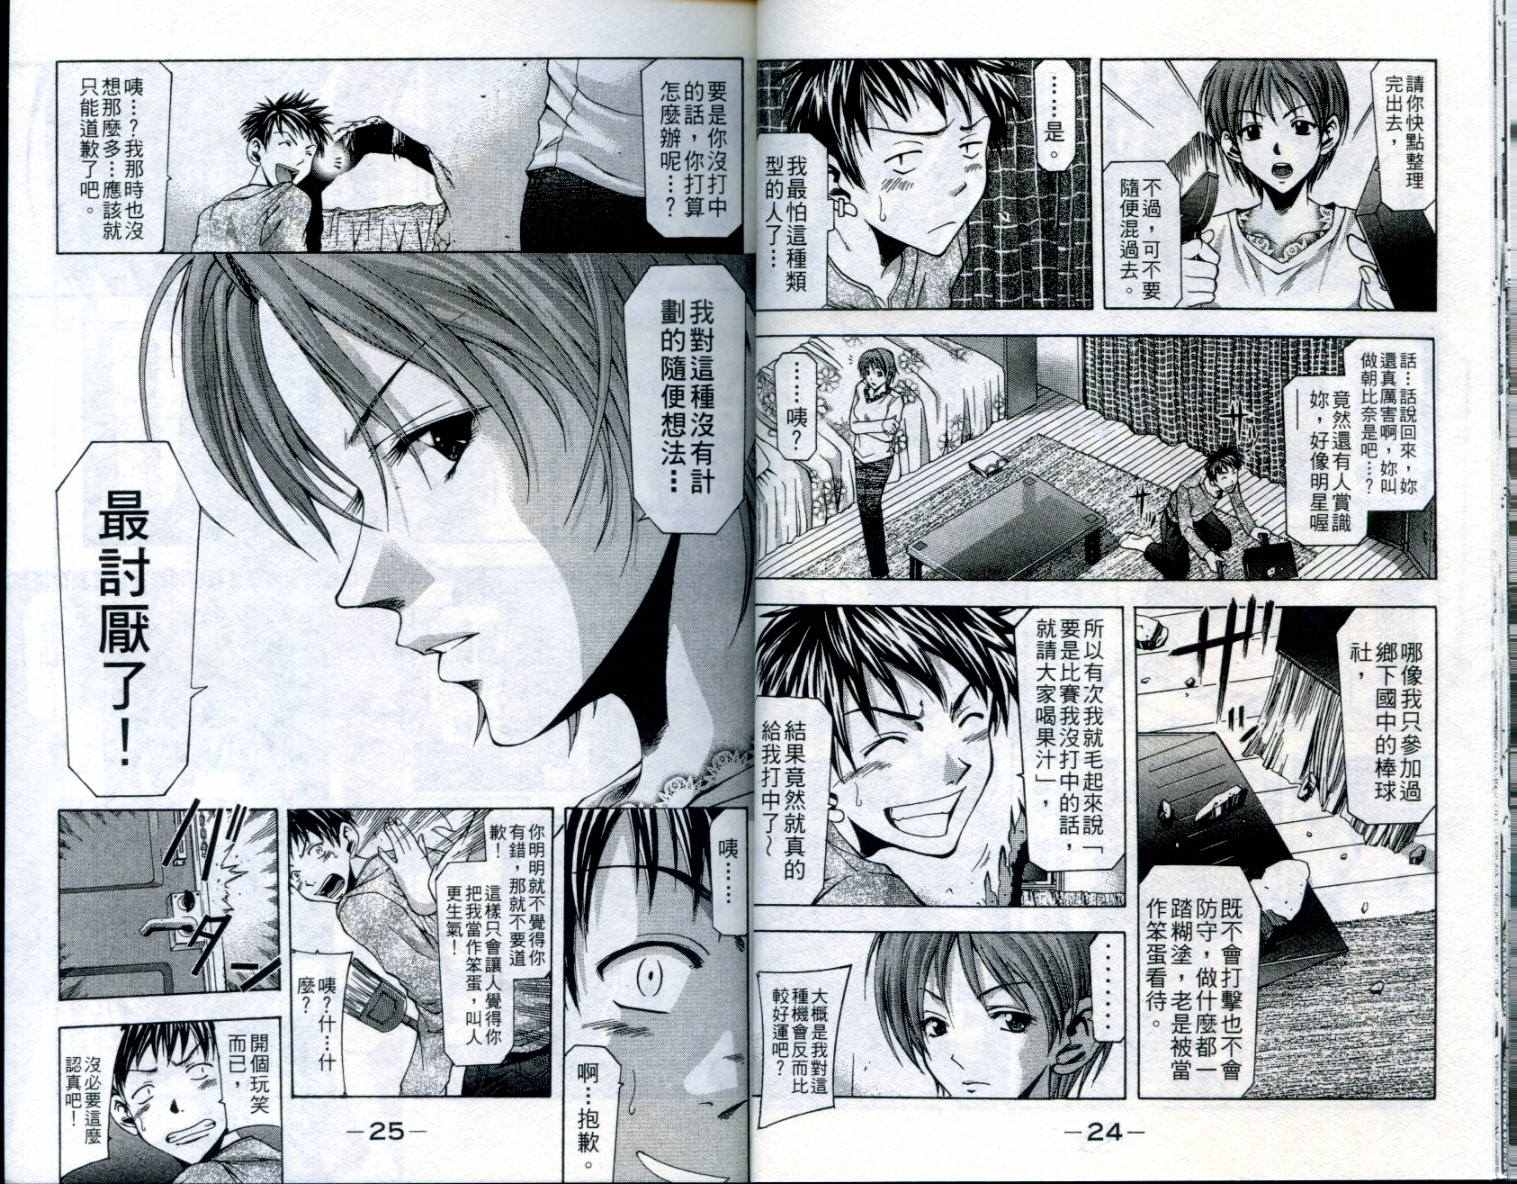 請你快點整理
完出去，
不過，可不要
隨便混過去。
……是。
我最怕這種類
型的人了…
話…話說回來，妳
還真厲害啊，妳叫
做朝比奈是吧…？
竟然還有人賞識
妳，好像明星喔
——
……咦？
哪像我只參加過
鄉下國中的棒球
社，
既不會打擊也不會
防守，做什麼都一
踏糊塗，老是被當
作笨蛋看待。
所以有次我就毛起來說「
要是比賽我沒打中的話，
就請大家喝果汁」，
結果竟然就真的
給我打中了～
………
大概是我對這
種機會反而比
較好運吧？
—24—
要是你沒打中
的話，你打算
怎麼辦呢…？
咦…？我那時也沒
想那麼多…應該就
只能道歉了吧。
我對這種沒有計
劃的隨便想法…
最討厭了！
咦……
啊…抱歉。
你明明就不覺得你
有錯，那就不要道
歉！
這樣只會讓人覺得你
把我當作笨蛋，叫人
更生氣！
咦？什…什
麼？
バターン
開個玩笑
而已，
沒必要這麼
認真吧！
—25—